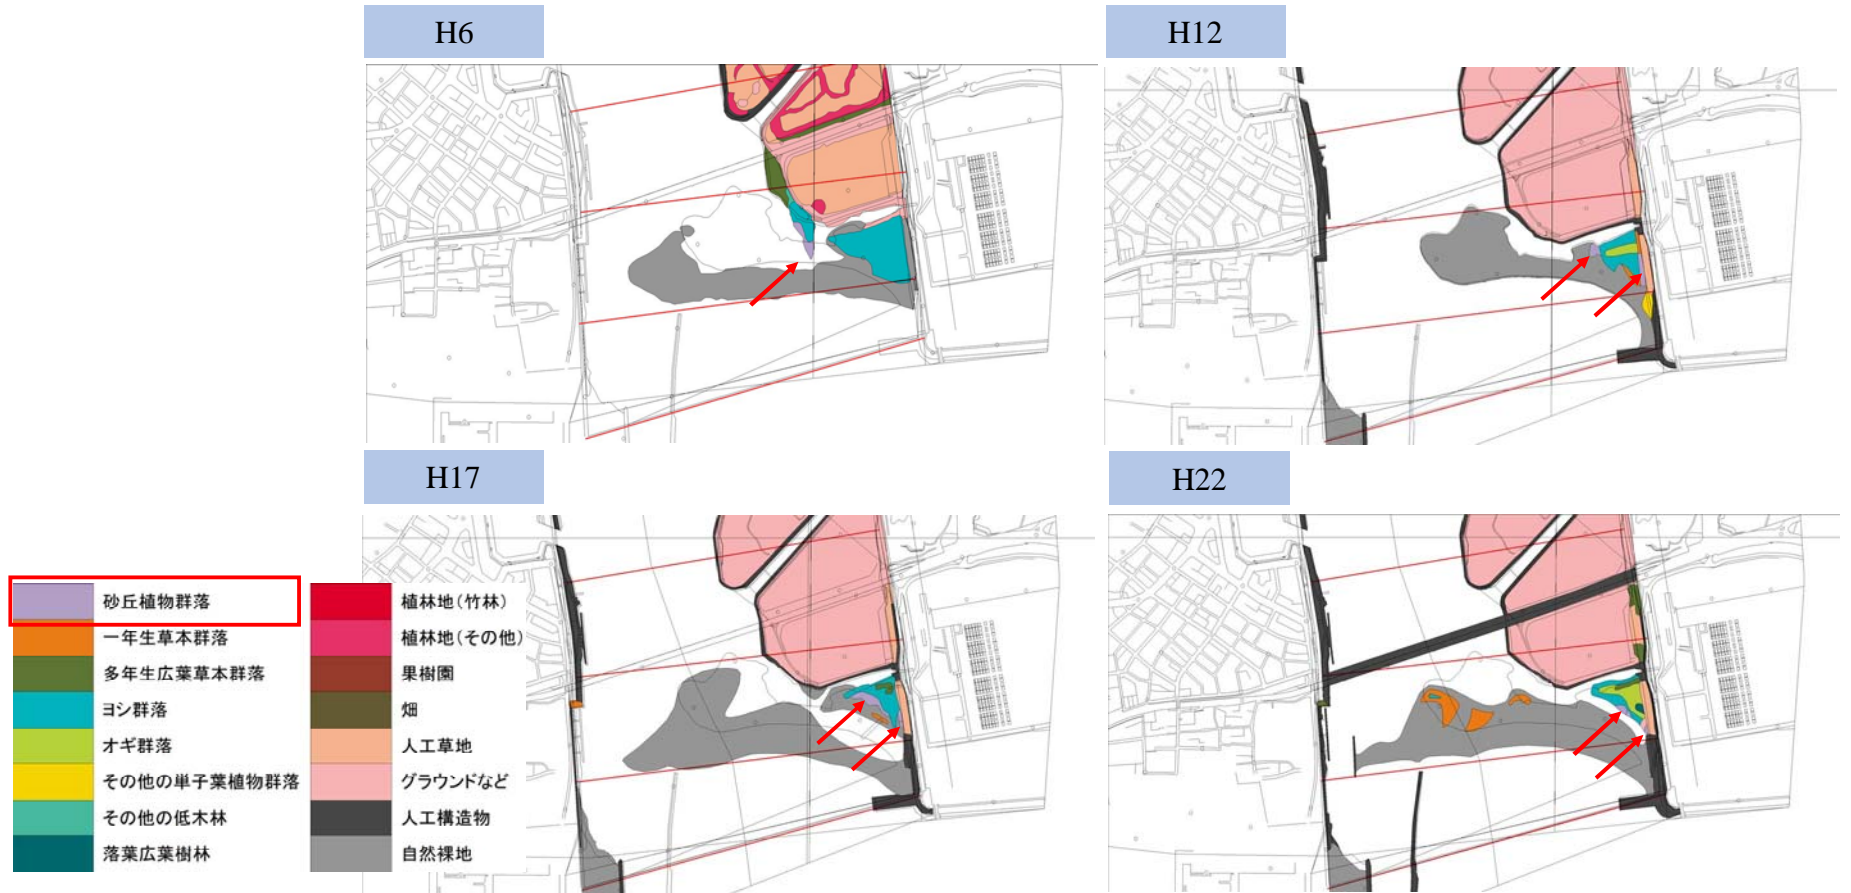 H6
H12
H17
H22
砂丘植物群落
一年生草本群落
多年生広葉草本群落
ヨシ群落
オギ群落
その他の単子葉植物群落
その他の低木林
落葉広葉樹林
植林地(竹林)
植林地(その他)
果樹園
畑
人工草地
グラウンドなど
人工構造物
自然裸地